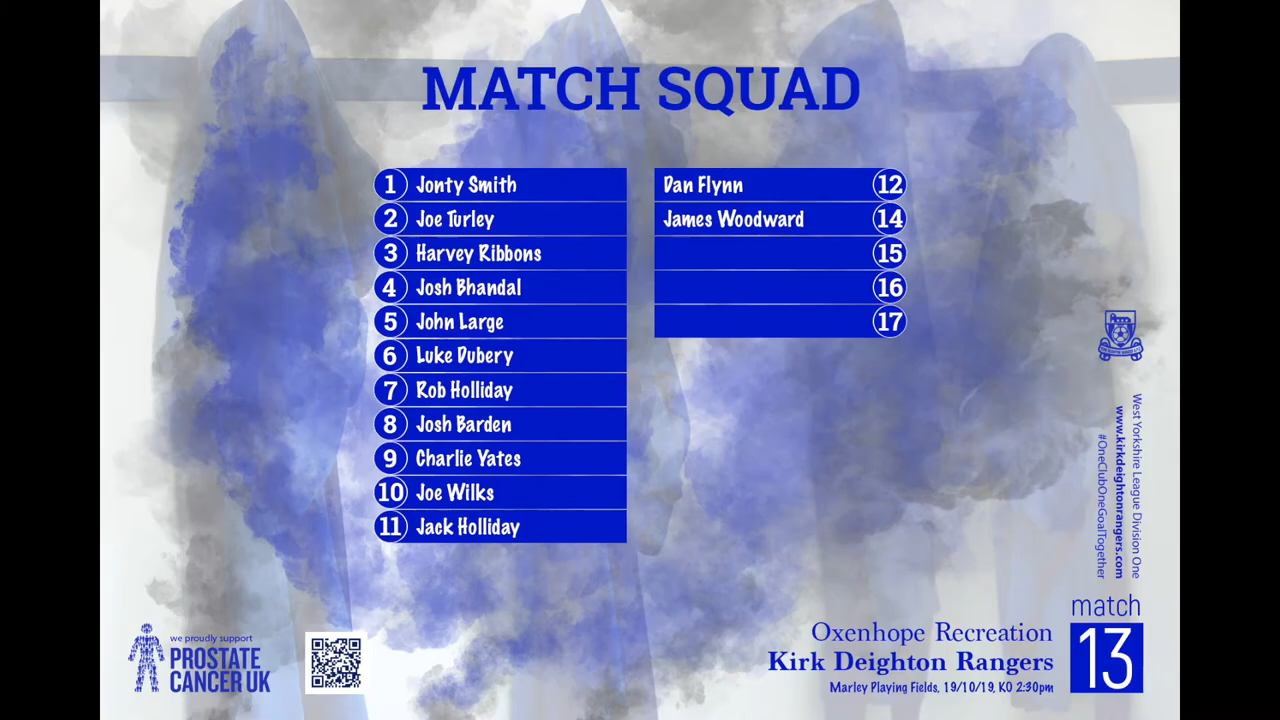 MATCH SQUAD
1 Jonty Smith
2 Joe Turley
3 Harvey Ribbons
4 Josh Bhandal
5 John Large
6 Luke Dubery
7 Rob Holliday
8 Josh Barden
9 Charlie Yates
10 Joe Wilks
11 Jack Holliday
Dan Flynn 12
James Woodward 14
15
16
17
West Yorkshire League Division One
www.kirkdeightonrangers.com
#OneClubOneGoalTogether
we proudly support
PROSTATE
CANCER UK
Oxenhope Recreation
Kirk Deighton Rangers
Marley Playing Fields, 19/10/19, KO 2:30pm
match
13